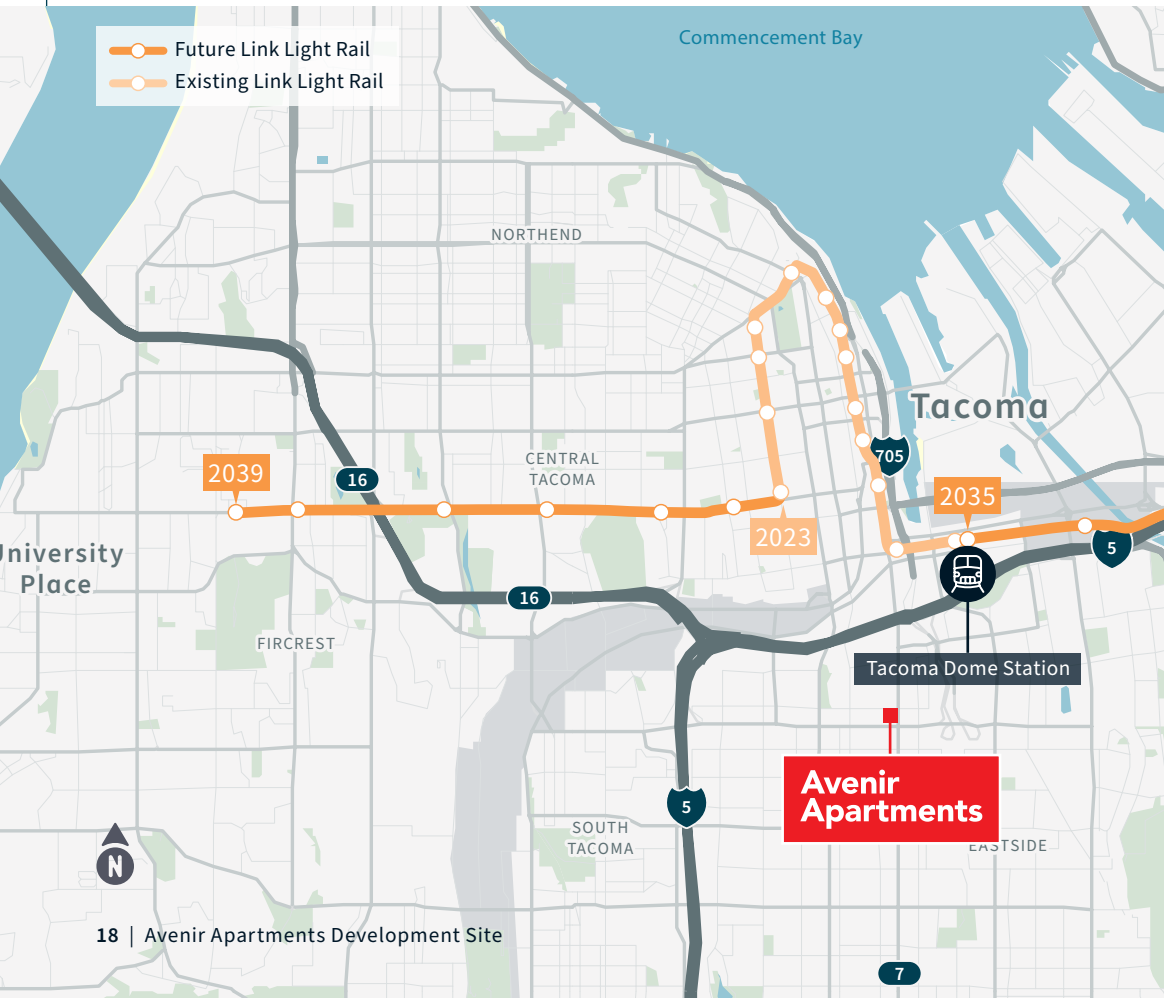 Commencement Bay
Future Link Light Rail
Existing Link Light Rail
NORTHEND
Tacoma
705
CENTRAL
TACOMA
2039
16
2035
2023
5
University
Place
16
FIRCREST
Tacoma Dome Station
Avenir
Apartments
5
SOUTH
TACOMA
EASTSIDE
N
18 | Avenir Apartments Development Site
7